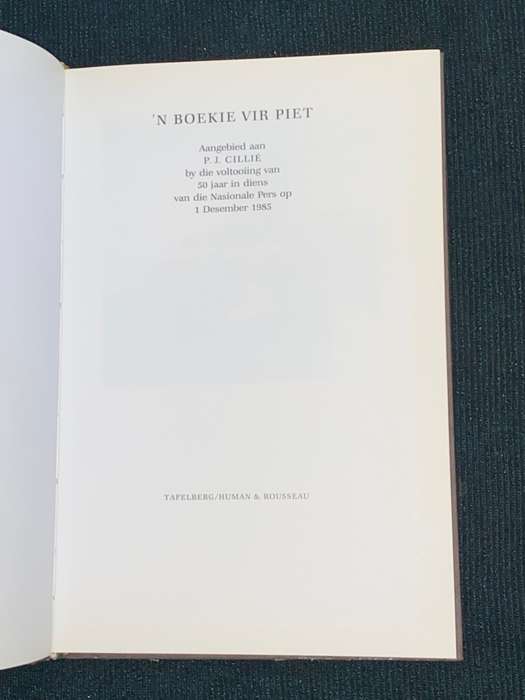 'N BOEKIE VIR PIET
Aangebied aan
P. J. CILLIÉ
by die voltooiing van
50 jaar in diens
van die Nasionale Pers op
1 Desember 1985
TAFELBERG/HUMAN & ROUSSEAU